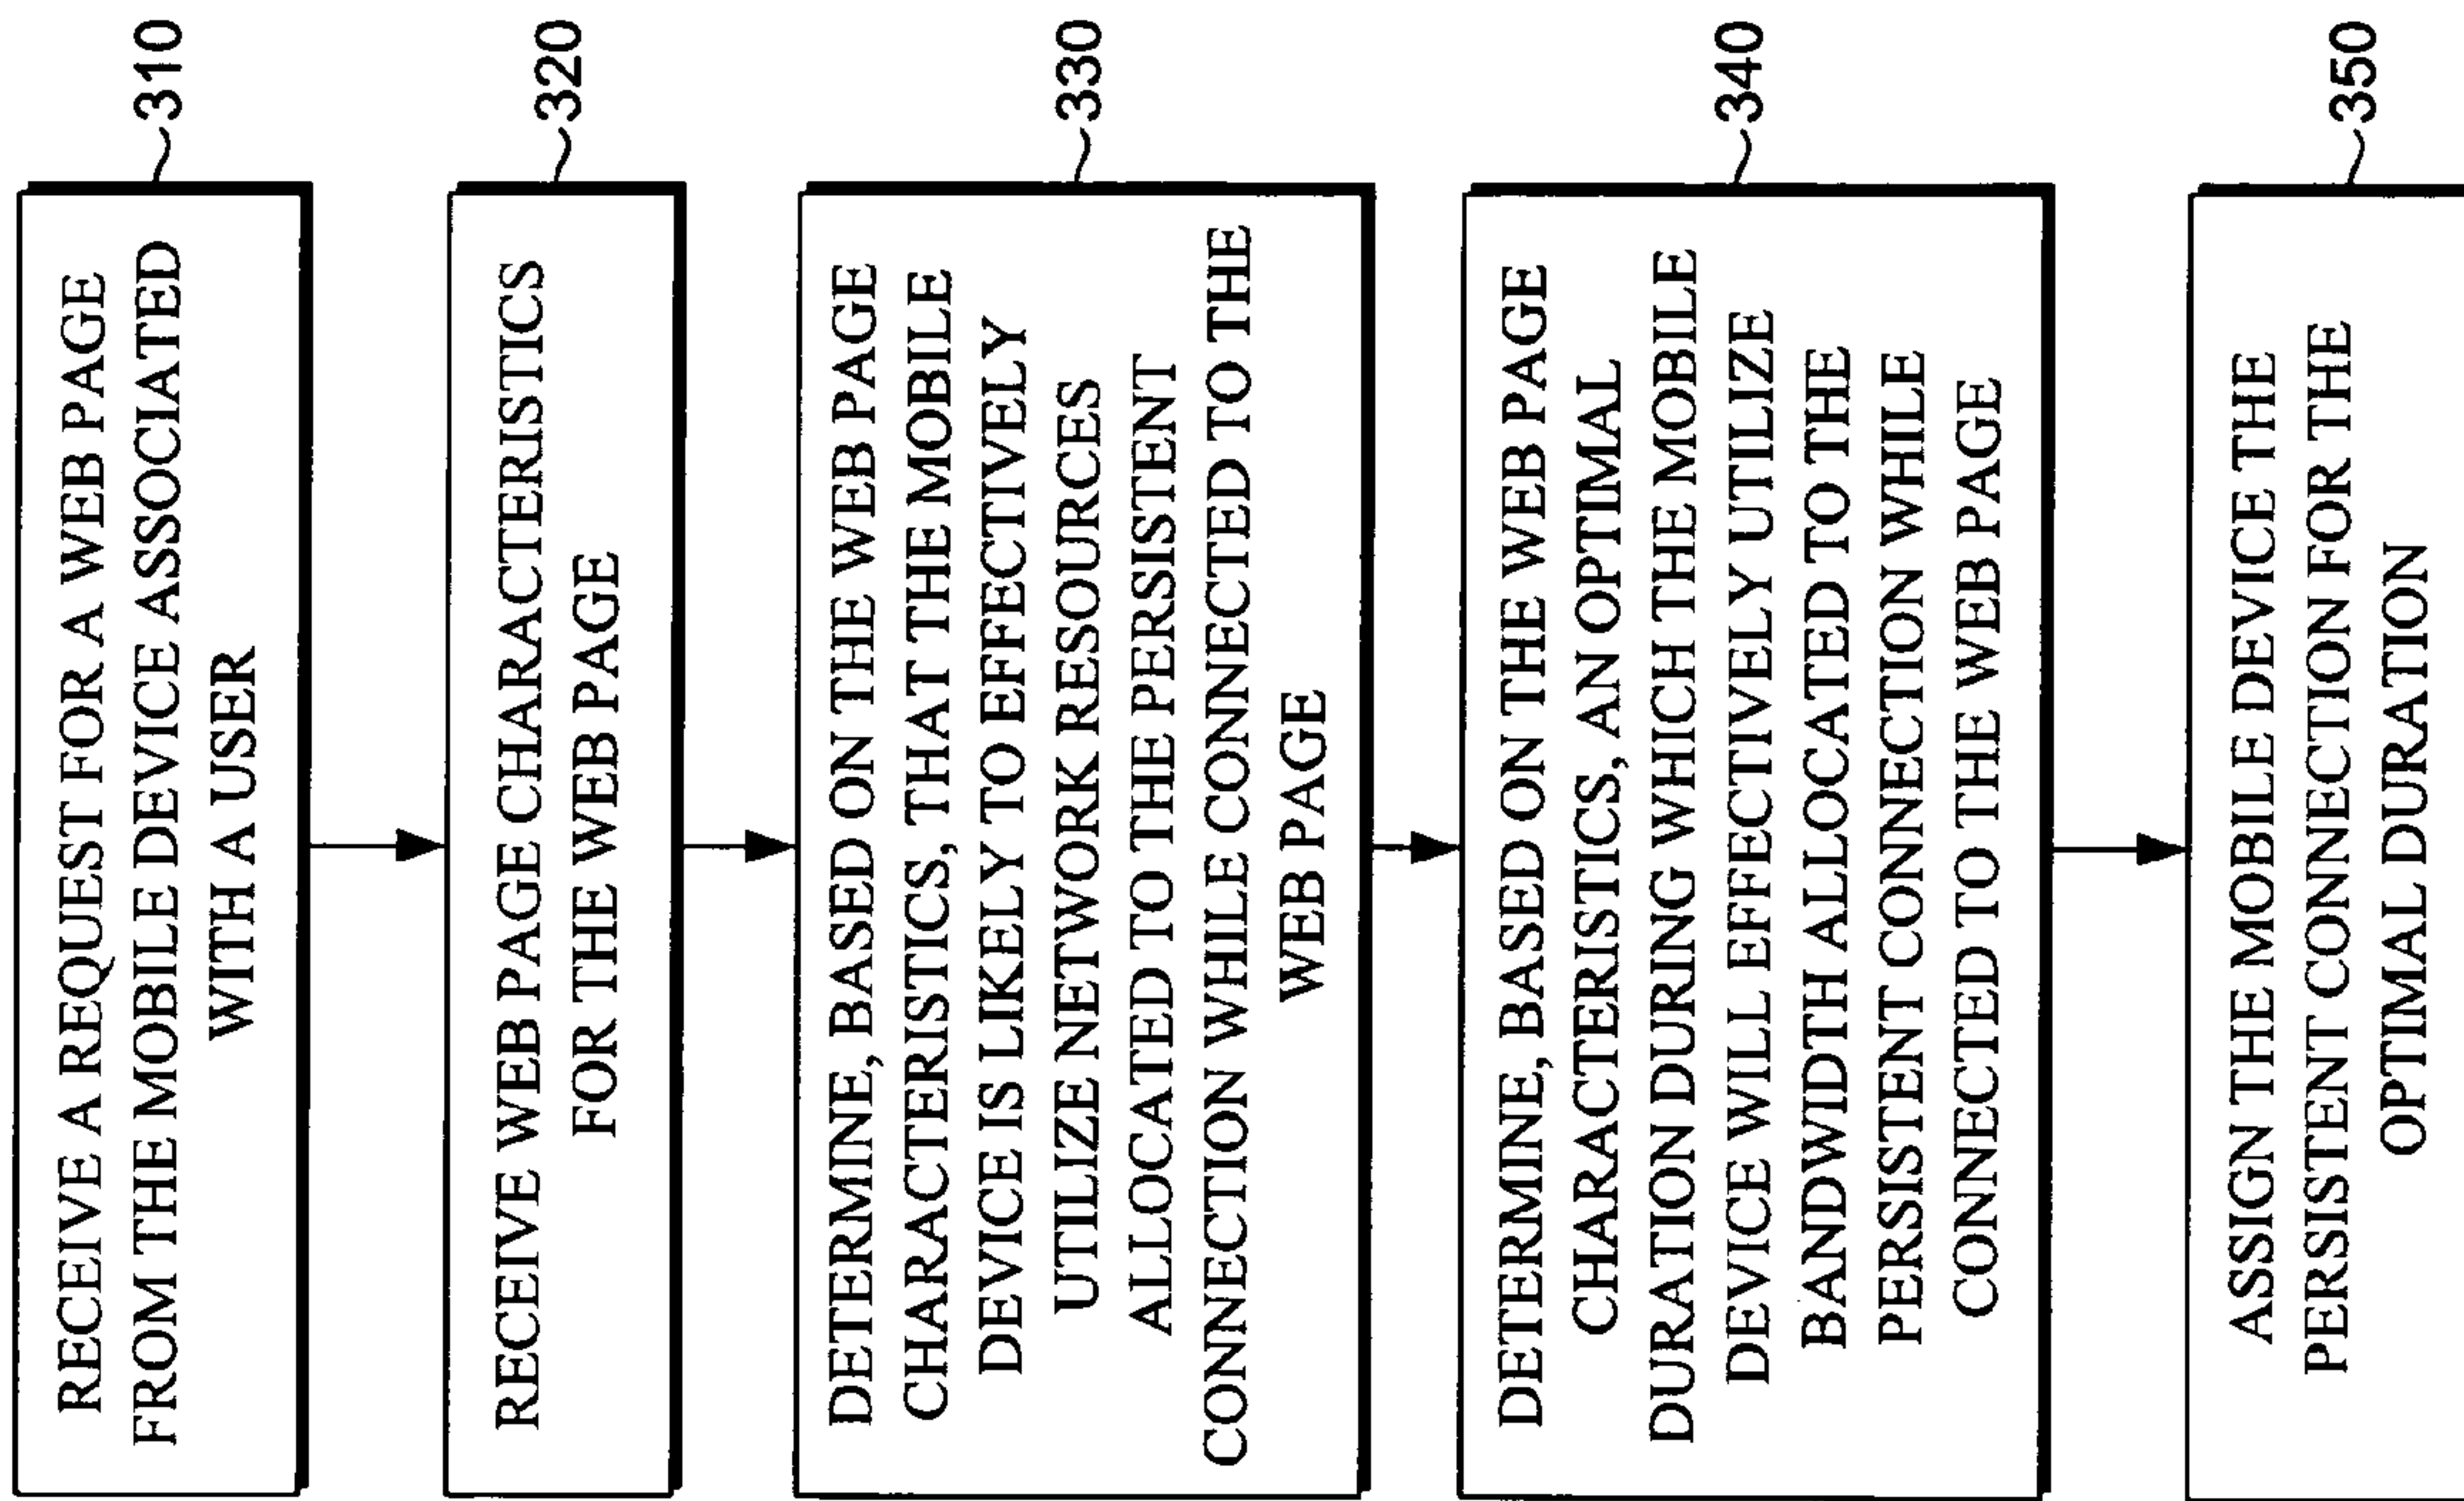 RECEIVE A REQUEST FOR A WEB PAGE
FROM THE MOBILE DEVICE ASSOCIATED
WITH A USER
310
RECEIVE WEB PAGE CHARACTERISTICS
FOR THE WEB PAGE
320
DETERMINE, BASED ON THE WEB PAGE
CHARACTERISTICS, THAT THE MOBILE
DEVICE IS LIKELY TO EFFECTIVELY
UTILIZE NETWORK RESOURCES
ALLOCATED TO THE PERSISTENT
CONNECTION WHILE CONNECTED TO THE
WEB PAGE
330
DETERMINE, BASED ON THE WEB PAGE
CHARACTERISTICS, AN OPTIMAL
DURATION DURING WHICH THE MOBILE
DEVICE WILL EFFECTIVELY UTILIZE
BANDWIDTH ALLOCATED TO THE
PERSISTENT CONNECTION WHILE
CONNECTED TO THE WEB PAGE
340
ASSIGN THE MOBILE DEVICE THE
PERSISTENT CONNECTION FOR THE
OPTIMAL DURATION
350